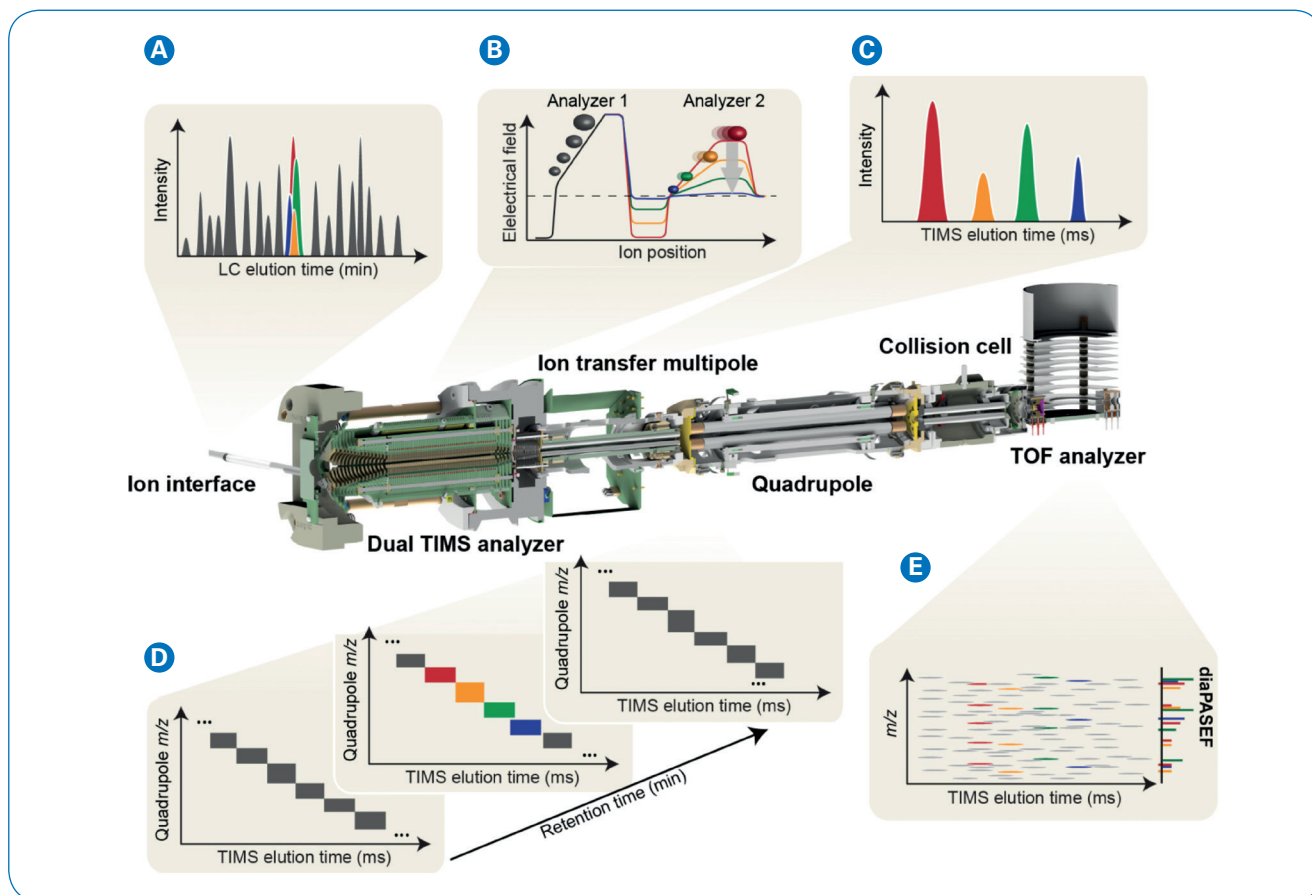 A
B
C
Intensity
LC elution time (min)
Analyzer 1
Analyzer 2
Elelectrical field
Ion position
Intensity
TIMS elution time (ms)
Ion interface
Dual TIMS analyzer
Ion transfer multipole
Quadrupole
Collision cell
TOF analyzer
D
...
Quadrupole m/z
TIMS elution time (ms)
...
...
Quadrupole m/z
TIMS elution time (ms)
...
...
Quadrupole m/z
TIMS elution time (ms)
...
Retention time (min)
E
m/z
TIMS elution time (ms)
diaPASEF